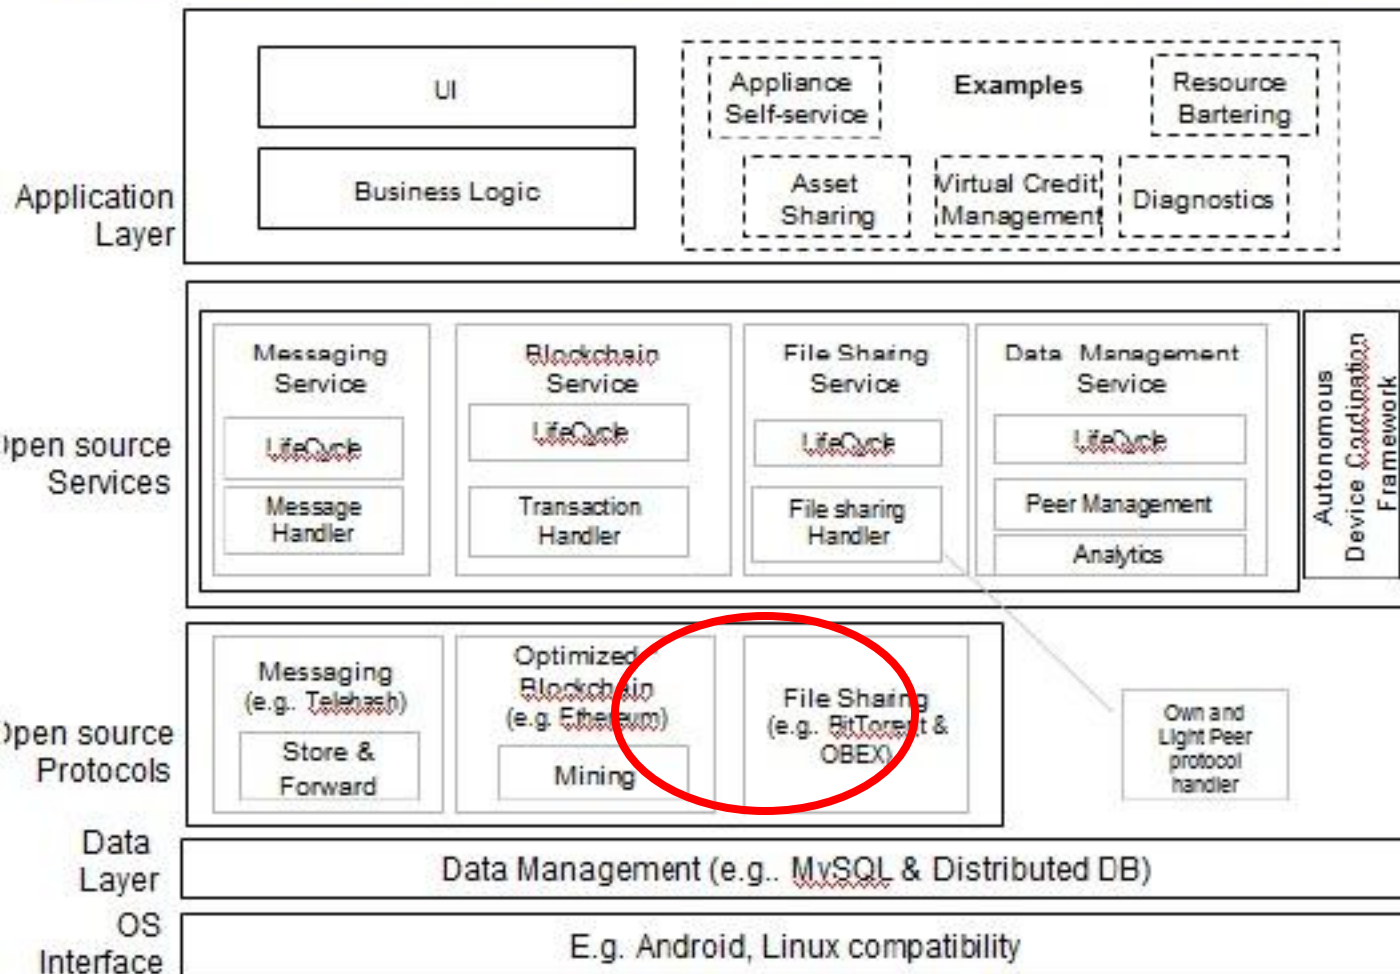 Application
Layer
UI
Business Logic
Examples
Appliance
Self-service
Resource
Bartering
Asset
Sharing
Virtual Credit
Management
Diagnostics
pen source
Services
Messaging
Service
LifeCycle
Message
Handler
Blockchain
Service
LifeCycle
Transaction
Handler
File Sharing
Service
LifeCycle
File sharing
Handler
Data Management
Service
LifeCycle
Peer Management
Analytics
Autonomous
Device Cordination
Framework
pen source
Protocols
Messaging
(e.g.. Telehash)
Store &
Forward
Optimized
Blockchain
(e.g. Ethereum)
Mining
File Sharing
(e.g.. BitTorent &
OBEX)
Own and
Light Peer
protocol
handler
Data
Layer
Data Management (e.g.. MySQL & Distributed DB)
OS
Interface
E.g. Android, Linux compatibility